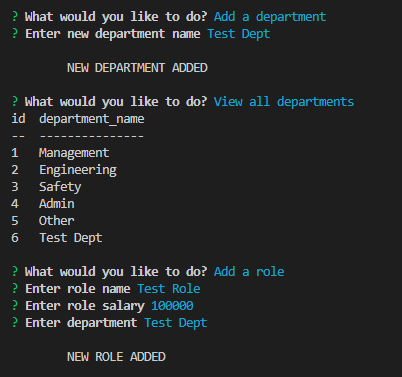 ? What would you like to do? Add a department
? Enter new department name Test Dept
NEW DEPARTMENT ADDED
? What would you like to do? View all departments
id  department_name
--  ---------------
1   Management
2   Engineering
3   Safety
4   Admin
5   Other
6   Test Dept
? What would you like to do? Add a role
? Enter role name Test Role
? Enter role salary 100000
? Enter department Test Dept
NEW ROLE ADDED